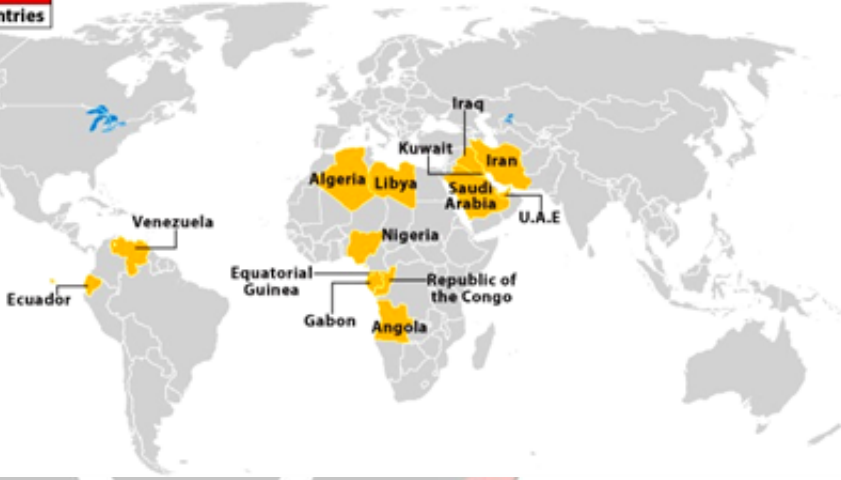 ntries
Iraq
Kuwait
Iran
Algeria
Libya
Saudi
Arabia
U.A.E
Venezuela
Nigeria
Equatorial
Guinea
Republic of
the Congo
Ecuador
Gabon
Angola